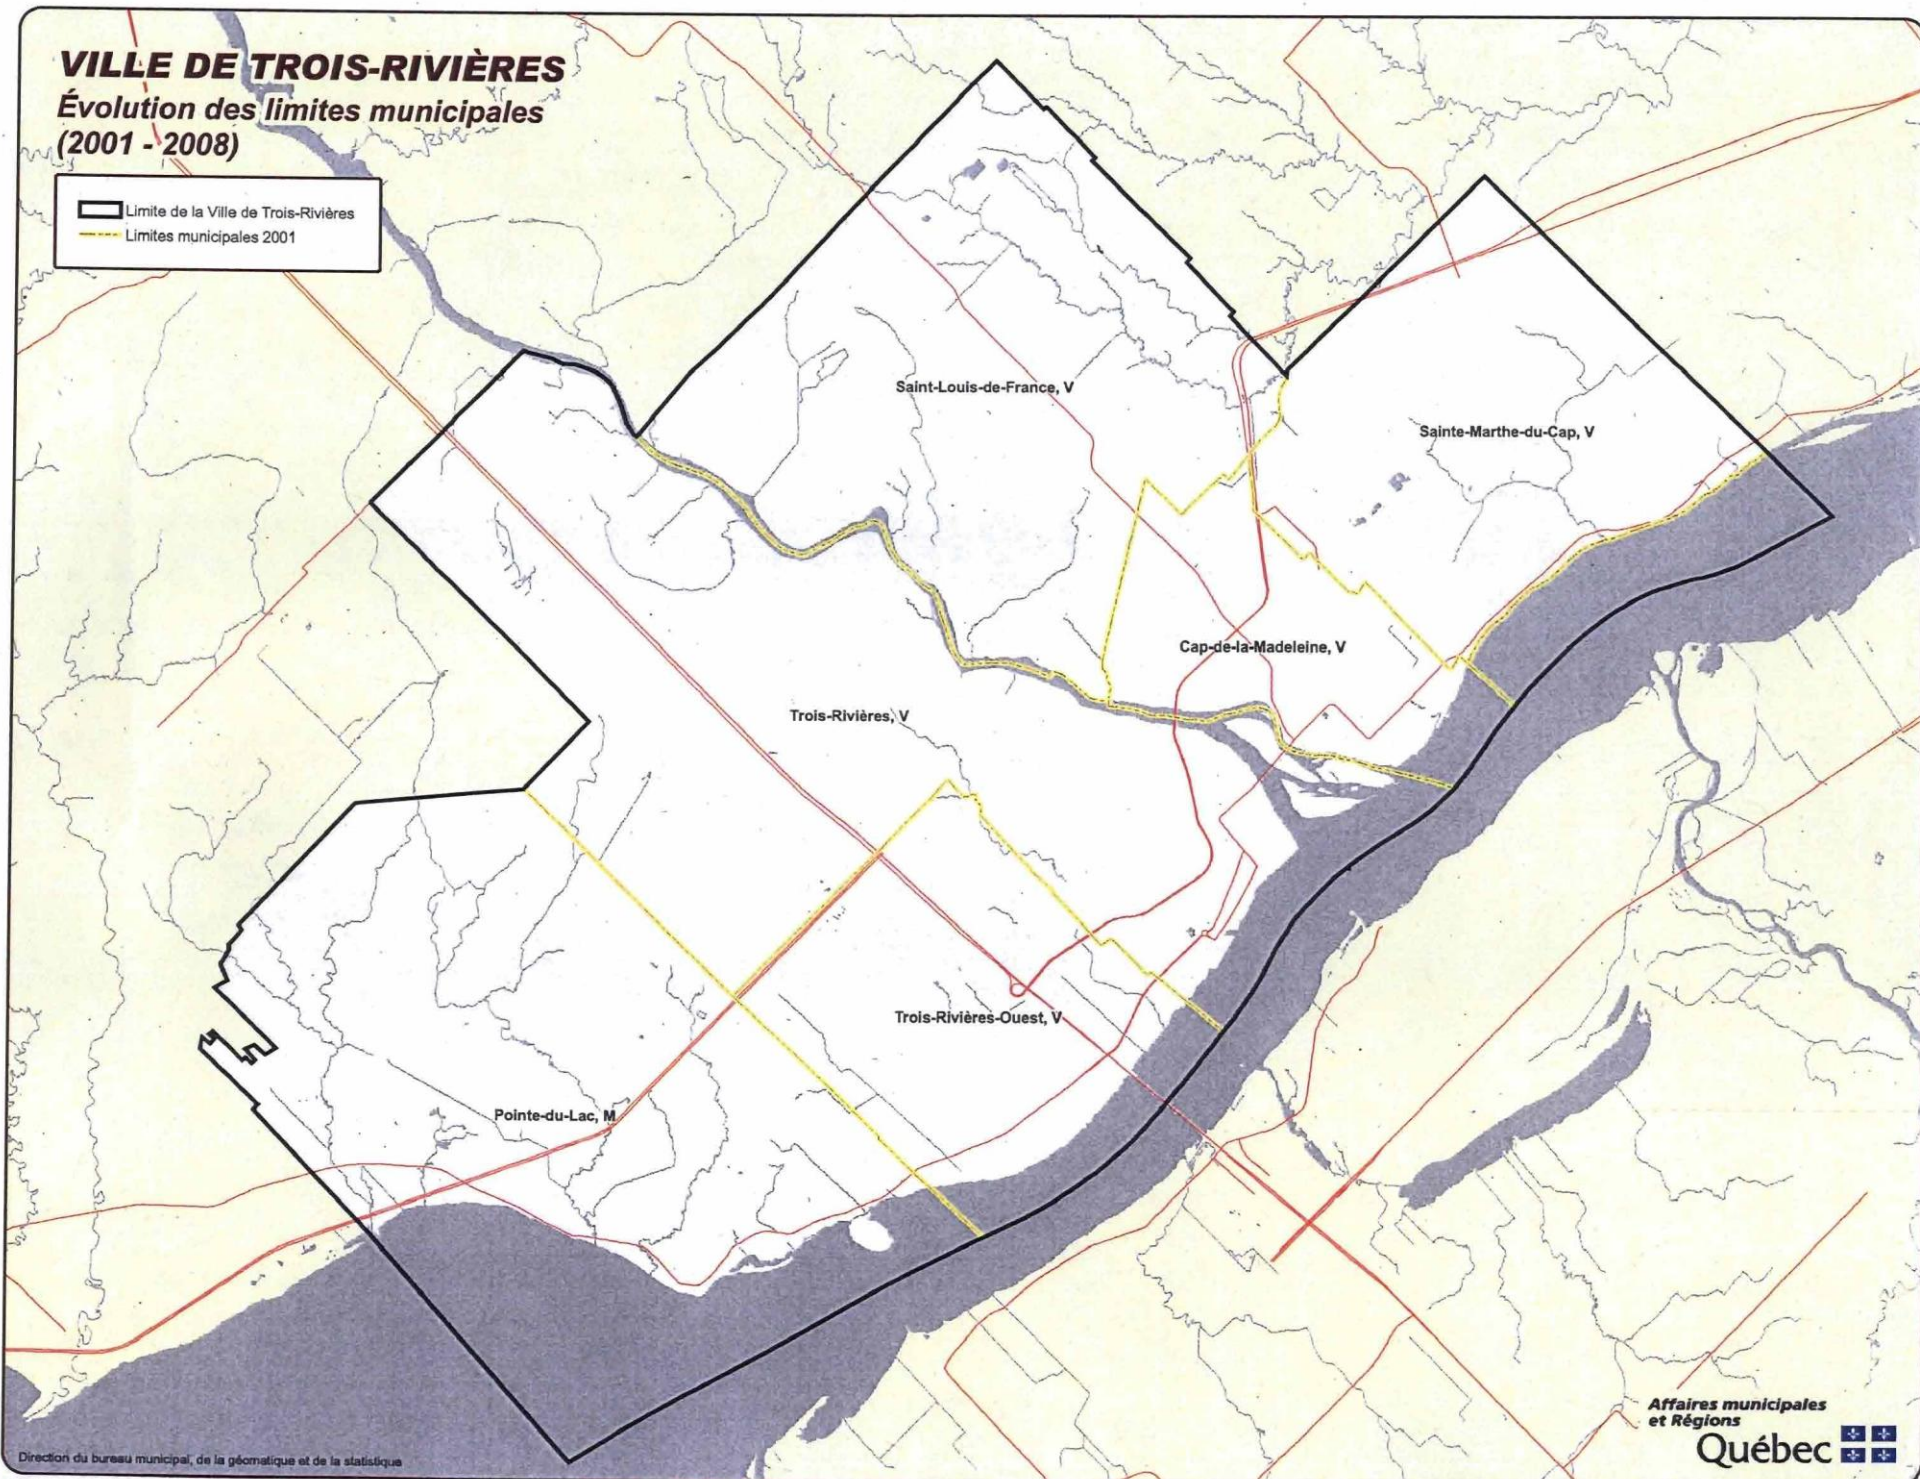 VILLE DE TROIS-RIVIÈRES
Évolution des limites municipales
(2001 - 2008)
Limite de la Ville de Trois-Rivières
Limites municipales 2001
Saint-Louis-de-France, V
Sainte-Marthe-du-Cap, V
Cap-de-la-Madeleine, V
Trois-Rivières, V
Trois-Rivières-Ouest, V
Pointe-du-Lac, M
Affaires municipales
et Régions
Québec
Direction du bureau municipal, de la géomatique et de la statistique